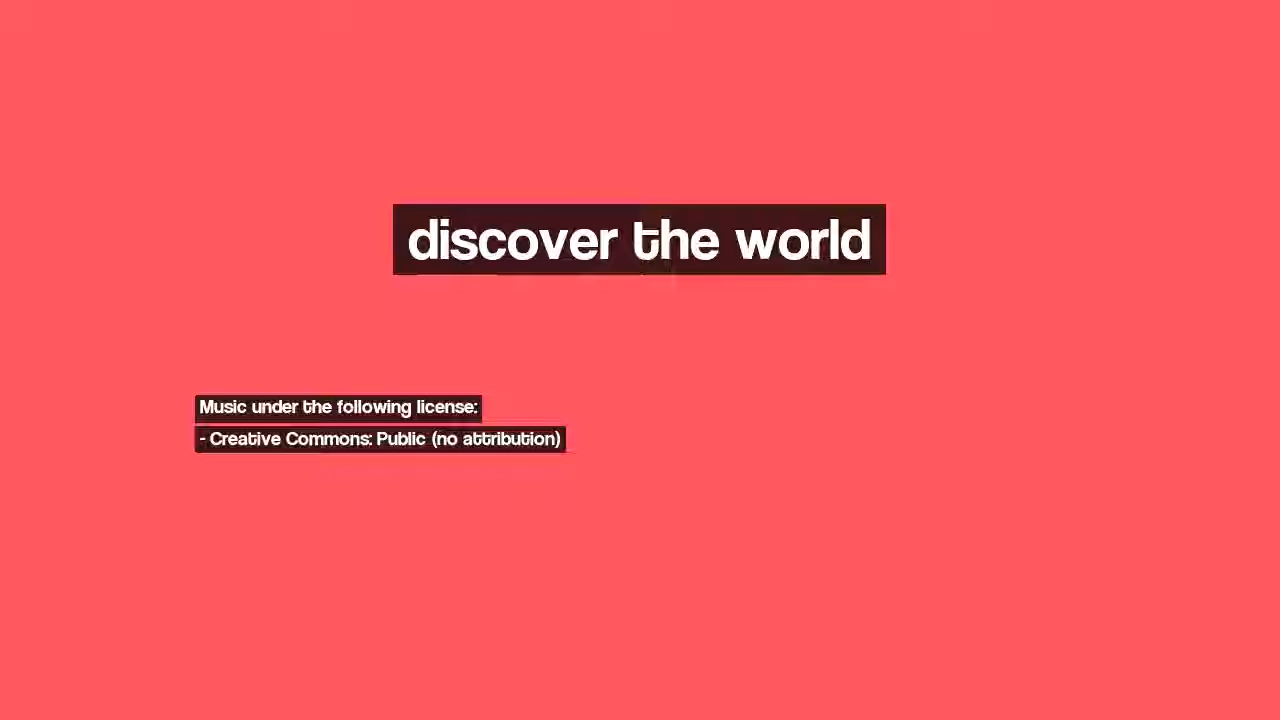 discover the world
Music under the following license:
- Creative Commons: Public (no attribution)